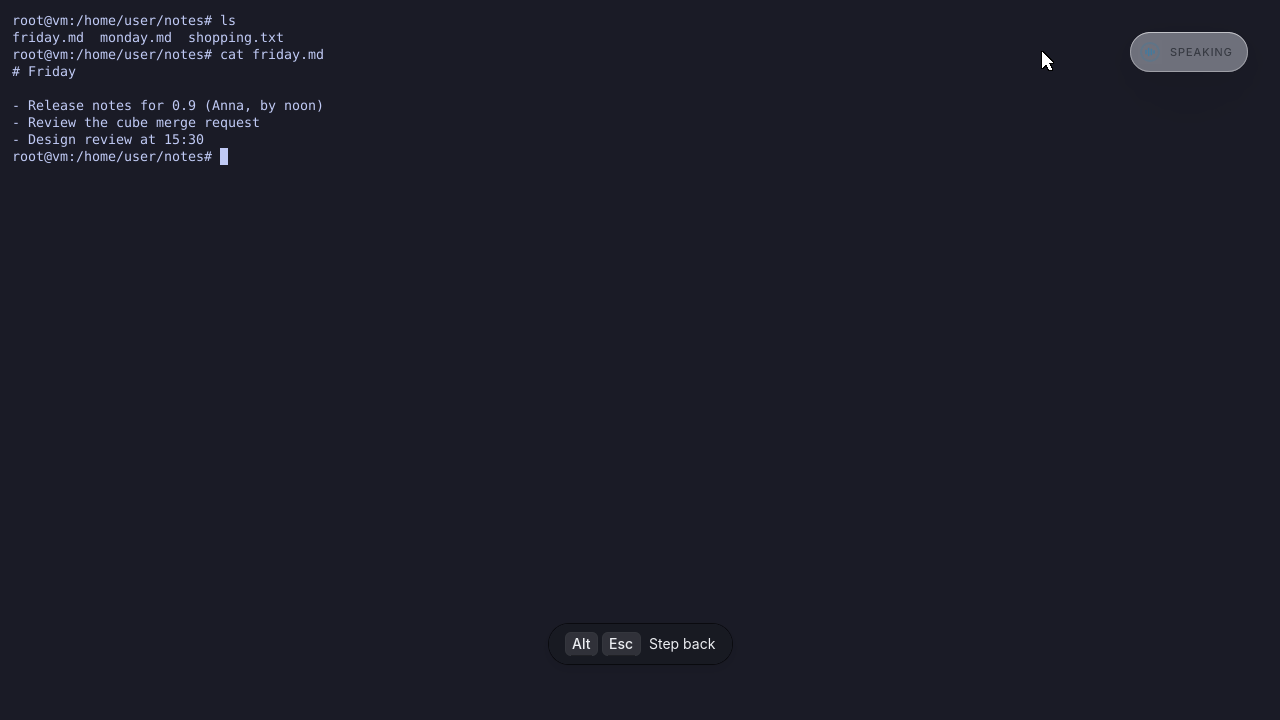 root@vm:/home/user/notes# ls
friday.md  monday.md  shopping.txt
root@vm:/home/user/notes# cat friday.md
# Friday

- Release notes for 0.9 (Anna, by noon)
- Review the cube merge request
- Design review at 15:30
root@vm:/home/user/notes#
SPEAKING
Alt Esc Step back